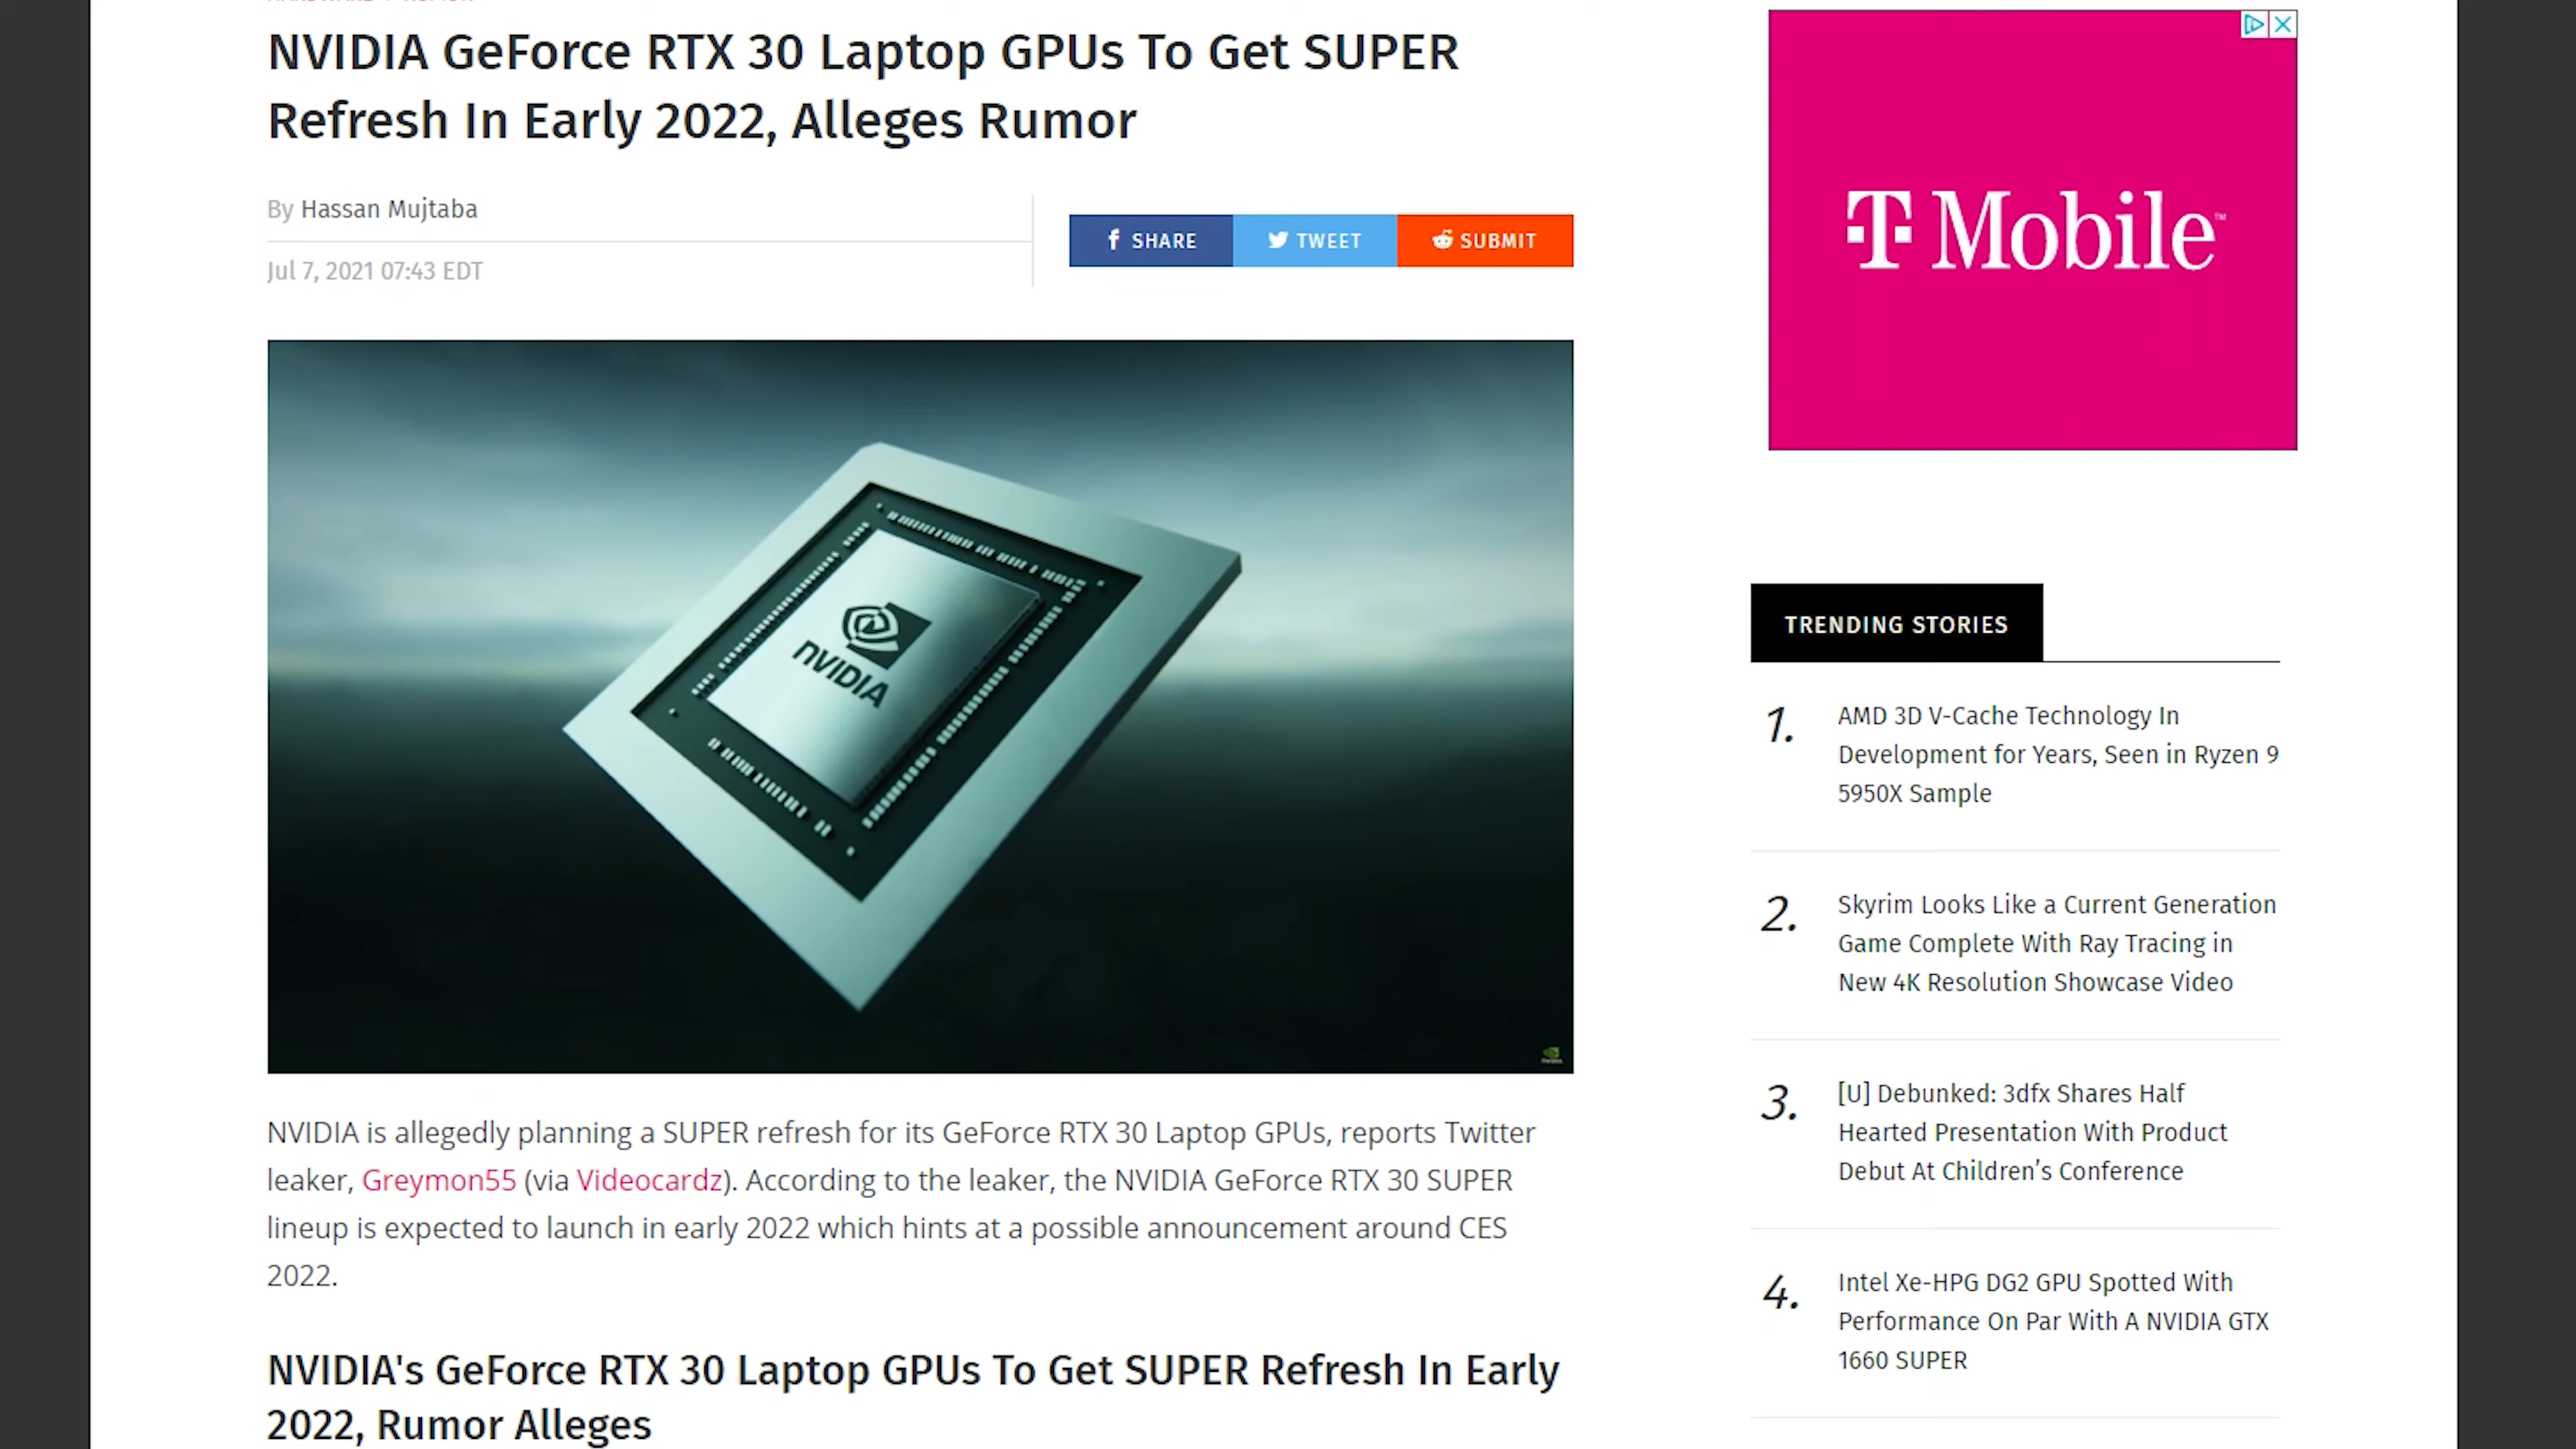 NVIDIA GeForce RTX 30 Laptop GPUs To Get SUPER
Refresh In Early 2022, Alleges Rumor
By Hassan Mujtaba
Jul 7, 2021 07:43 EDT
SHARE
TWEET
SUBMIT
NVIDIA
NVIDIA is allegedly planning a SUPER refresh for its GeForce RTX 30 Laptop GPUs, reports Twitter
leaker, Greymon55 (via Videocardz). According to the leaker, the NVIDIA GeForce RTX 30 SUPER
lineup is expected to launch in early 2022 which hints at a possible announcement around CES
2022.
NVIDIA's GeForce RTX 30 Laptop GPUs To Get SUPER Refresh In Early
2022, Rumor Alleges
T Mobile™
TRENDING STORIES
1. AMD 3D V-Cache Technology In
Development for Years, Seen in Ryzen 9
5950X Sample
2. Skyrim Looks Like a Current Generation
Game Complete With Ray Tracing in
New 4K Resolution Showcase Video
3. [U] Debunked: 3dfx Shares Half
Hearted Presentation With Product
Debut At Children's Conference
4. Intel Xe-HPG DG2 GPU Spotted With
Performance On Par With A NVIDIA GTX
1660 SUPER